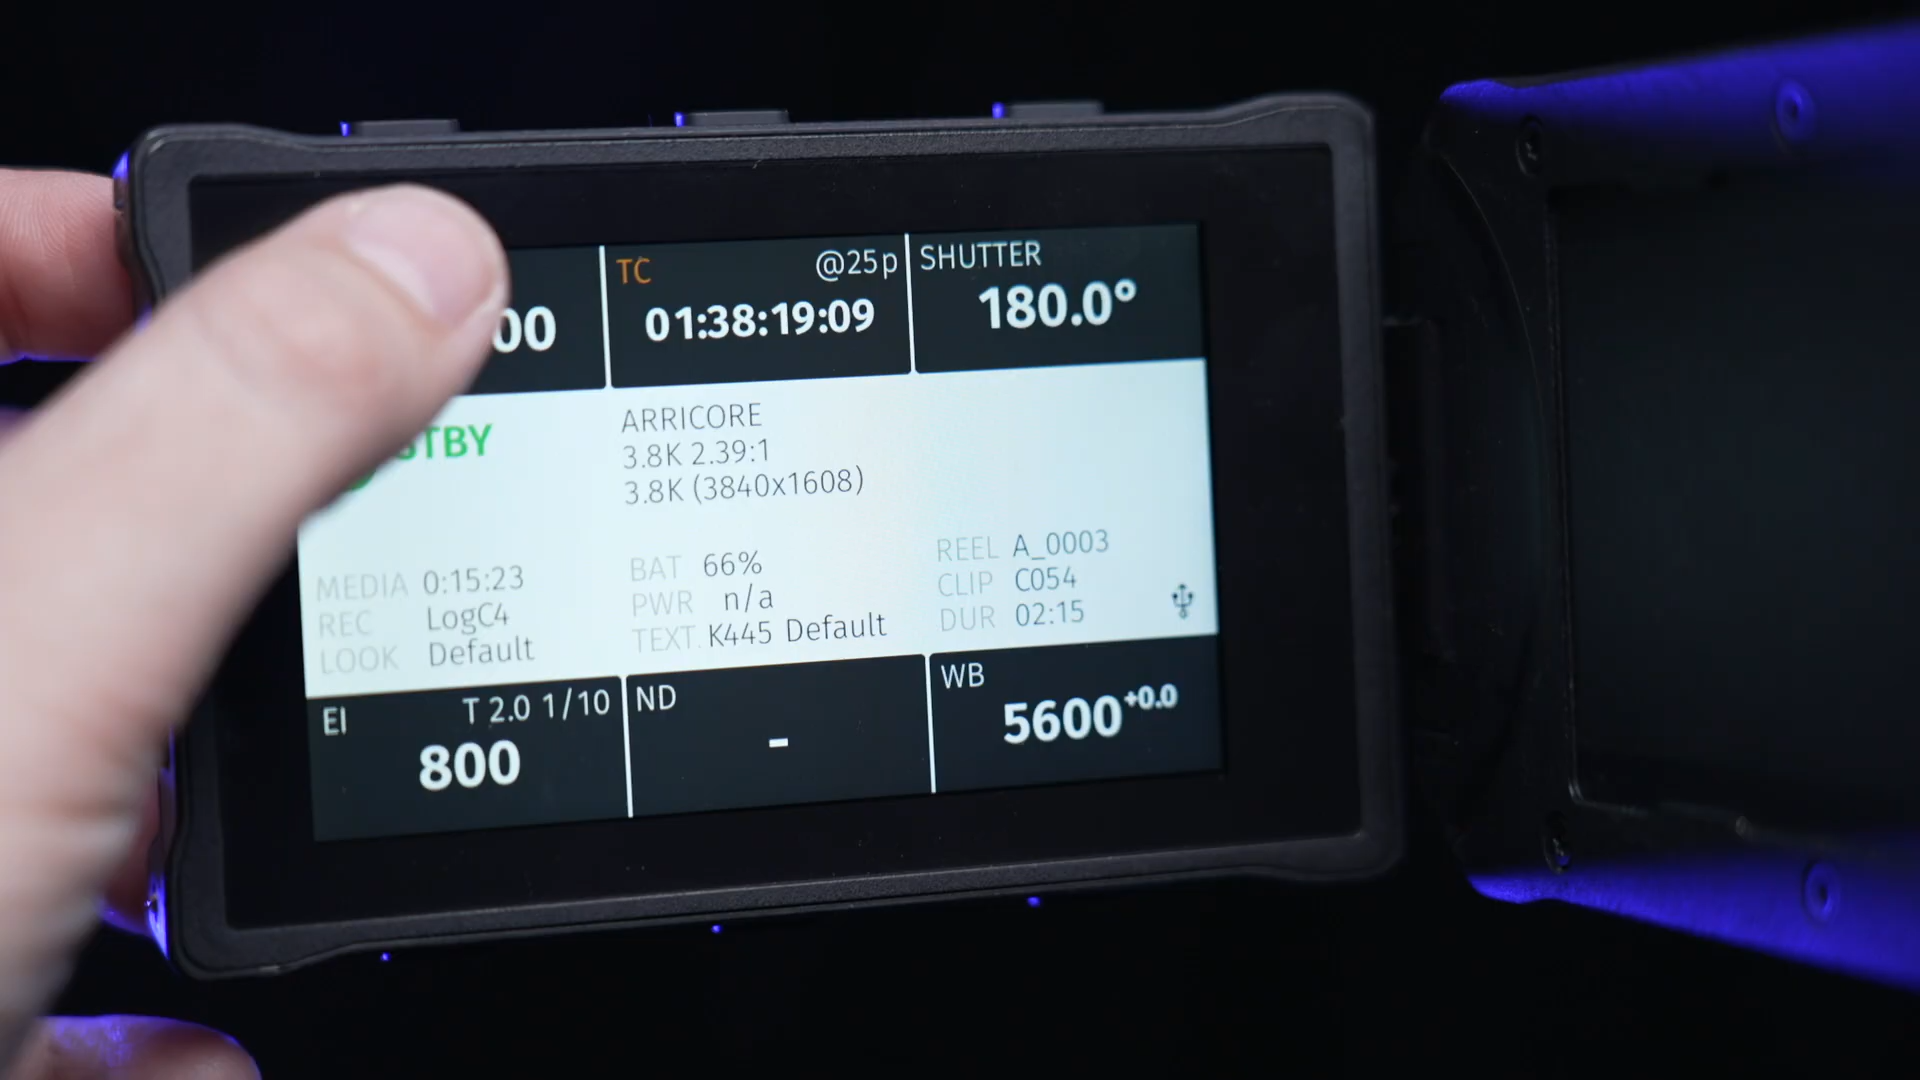 TC @25p
01:38:19:09
SHUTTER
180.0°
ARRICORE
3.8K 2.39:1
3.8K (3840x1608)
MEDIA 0:15:23
REC LogC4
LOOK Default
BAT 66%
PWR n/a
TEXT. K445 Default
REEL A_0003
CLIP C054
DUR 02:15
EI T 2.0 1/10
800
ND
-
WB
5600+0.0